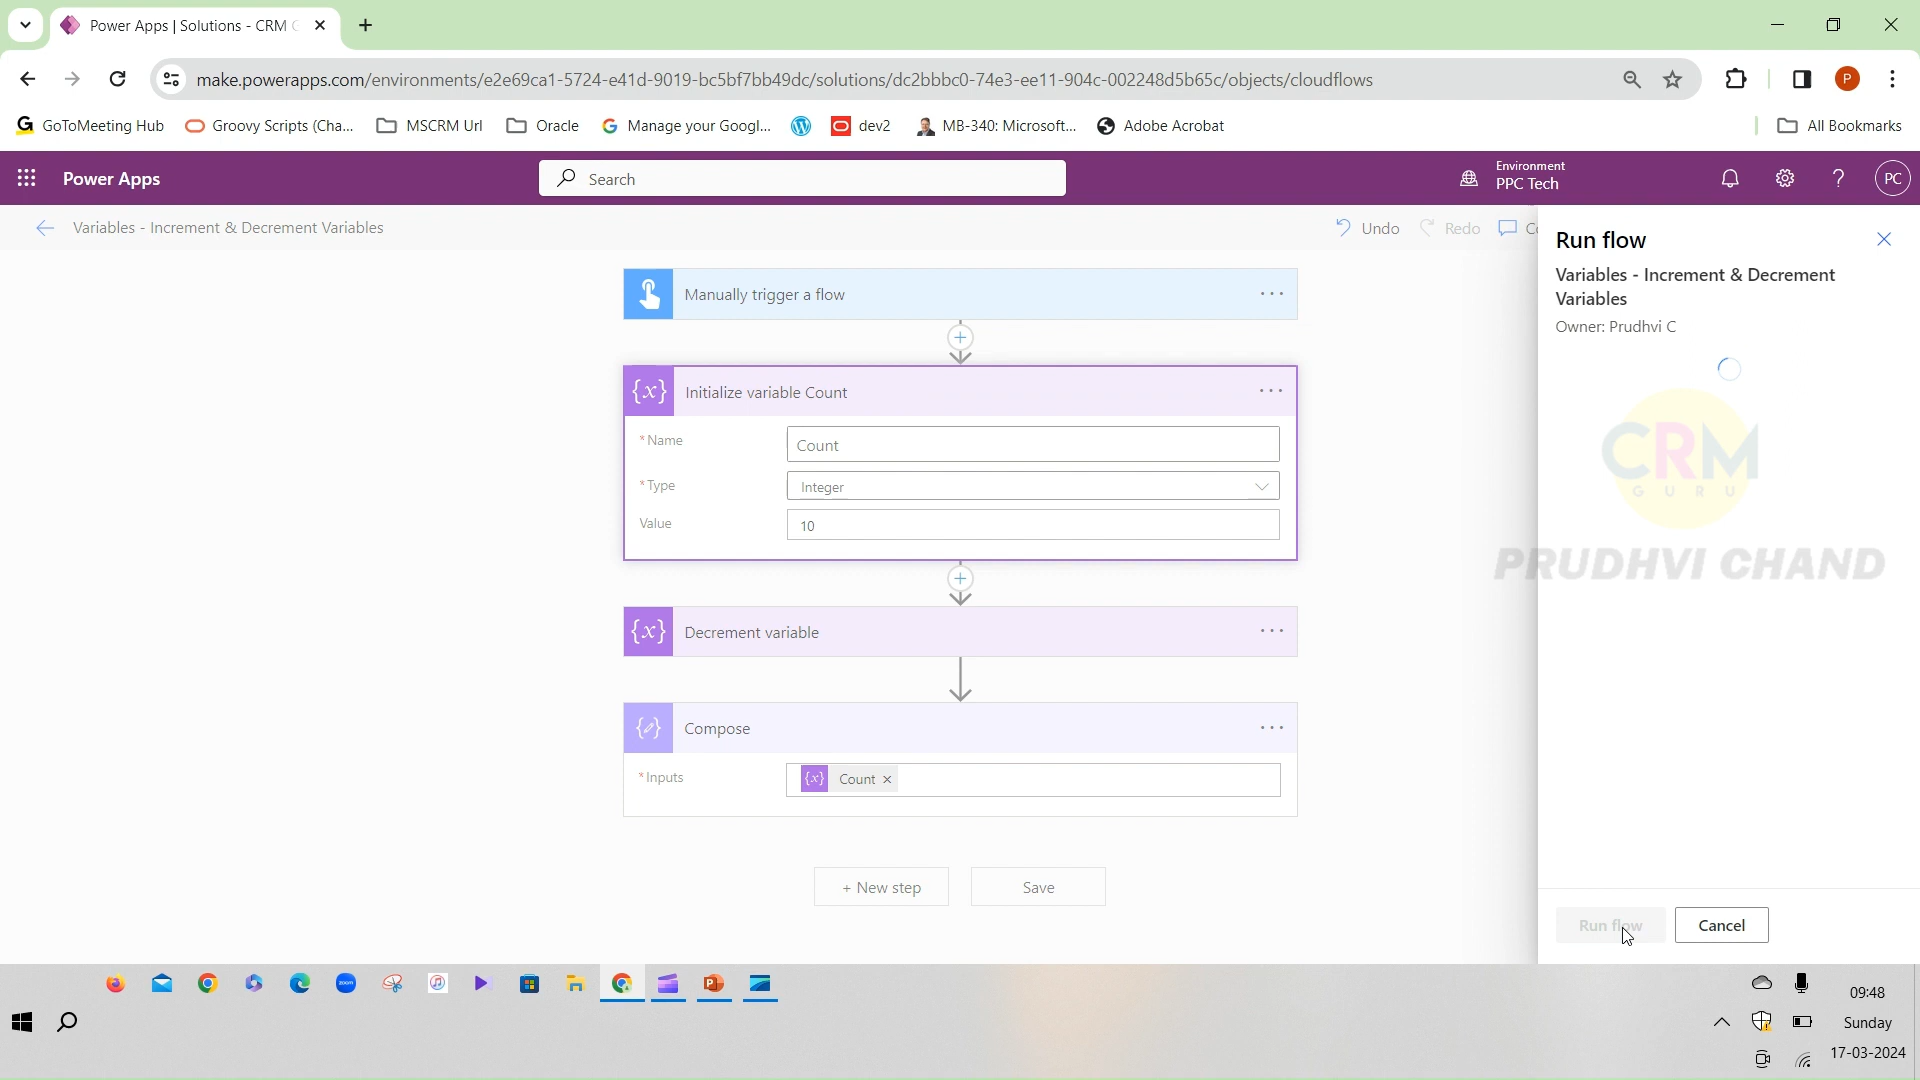 Power Apps | Solutions - CRM
make.powerapps.com/environments/e2e69ca1-5724-e41d-9019-bc5bf7bb49dc/solutions/dc2bbbc0-74e3-ee11-904c-002248d5b65c/objects/cloudflows
P
GoToMeeting Hub
Groovy Scripts (Cha...
MSCRM Url
Oracle
Manage your Googl...
dev2
MB-340: Microsoft...
Adobe Acrobat
All Bookmarks
Power Apps
Search
Environment
PPC Tech
PC
Variables - Increment & Decrement Variables
Undo
Redo
Run flow
Variables - Increment & Decrement
Variables
Owner: Prudhvi C
Manually trigger a flow
{x} Initialize variable Count
* Name
Count
* Type
Integer
Value
10
{x} Decrement variable
Compose
* Inputs
{x} Count ×
+ New step
Save
CRM
GURU
PRUDHVI CHAND
Run flow
Cancel
zoom
09:48
Sunday
17-03-2024